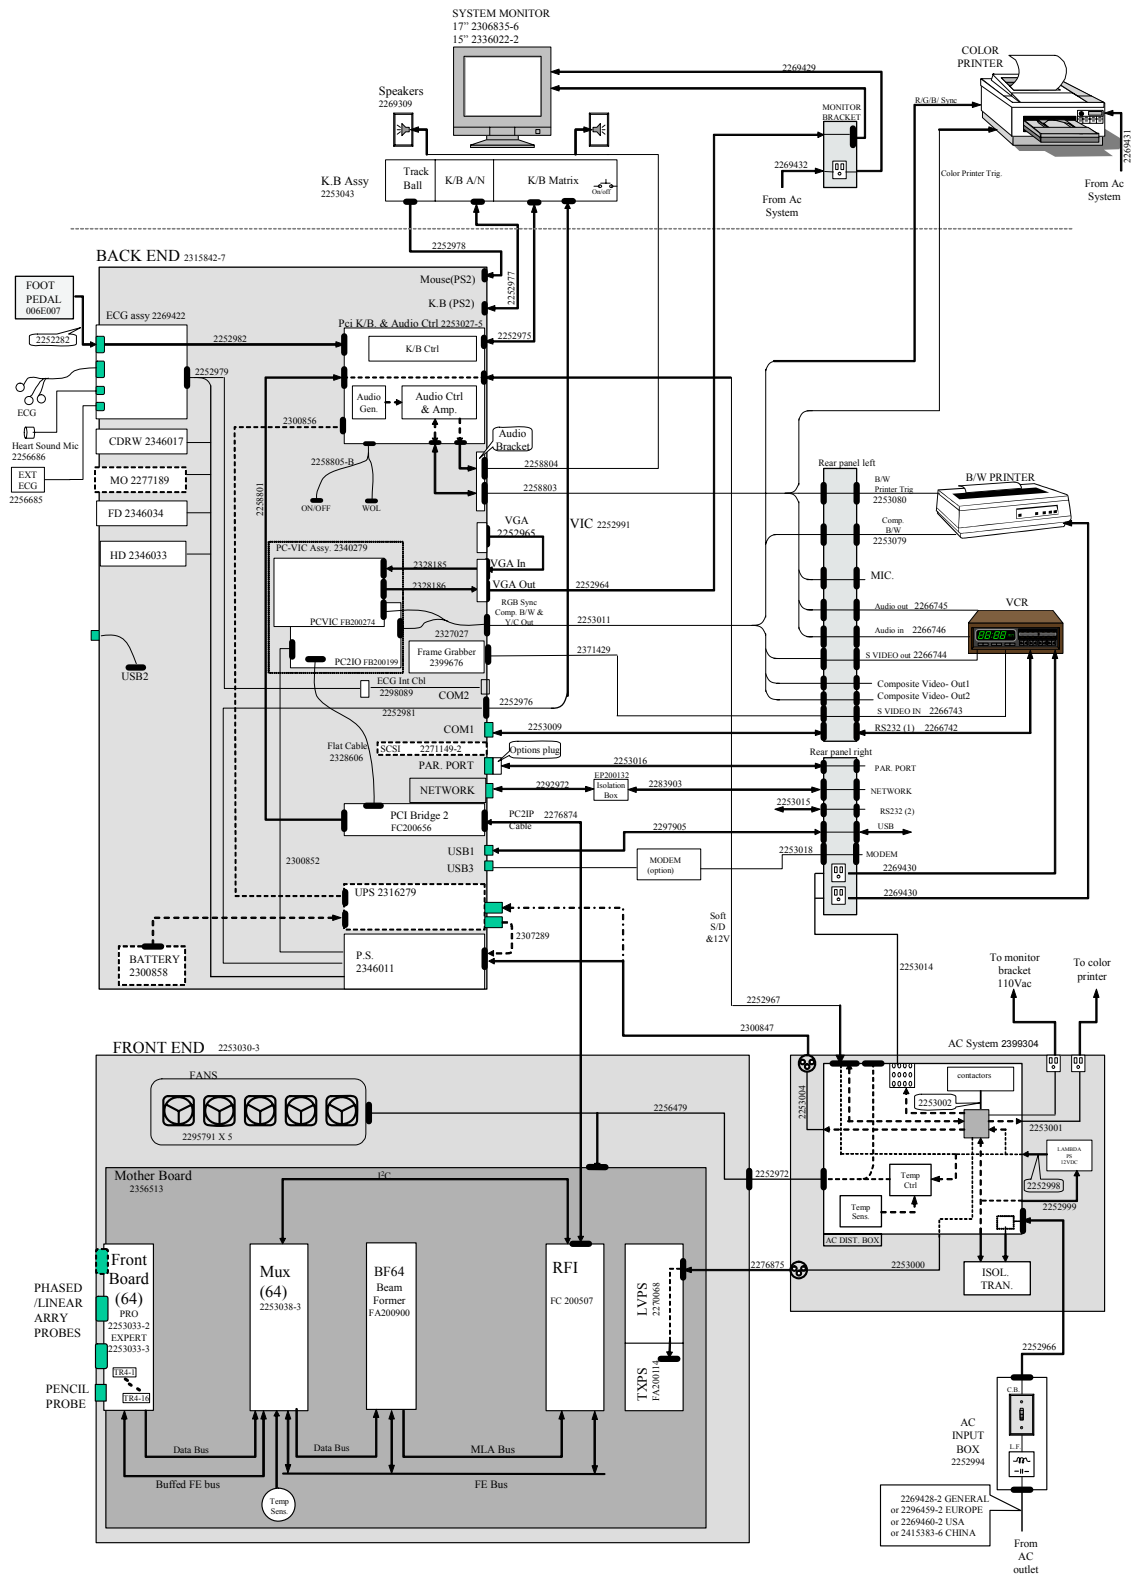 SYSTEM MONITOR
17” 2306835-6
15” 2336022-2
COLOR
PRINTER
2269429
Speakers
2269309
MONITOR
BRACKET
R/G/B/ Sync
2269431
K.B Assy
2253043
Track
Ball
K/B A/N
K/B Matrix
On/off
2269432
From Ac
System
Color Printer Trig.
From Ac
System
BACK END 2315842-7
2252978
2252977
Mouse(PS2)
K.B (PS2)
FOOT
PEDAL
006E007
2252282
ECG assy 2269422
2252982
Pci K/B. & Audio Ctrl 2253027-5
K/B Ctrl
2252975
2252979
ECG
Heart Sound Mic
2256686
EXT
ECG
2256685
Audio
Gen.
Audio Ctrl
& Amp.
2300856
CDRW 2346017
MO 2277189
FD 2346034
HD 2346033
2258801
2258805-B
ON/OFF
WOL
Audio
Bracket
2258804
2258803
Rear panel left
B/W
Printer Trig
2253080
B/W PRINTER
Comp.
B/W
2253079
VGA
2252965
VIC 2252991
PC-VIC Assy. 2340279
2328185
VGA In
2328186
VGA Out
2252964
MIC.
RGB Sync
Comp. B/W &
Y/C Out
2253011
PCVIC FB200274
2327027
PC2IO FB200199
Frame Grabber
2399676
2371429
Audio out 2266745
VCR
Audio in 2266746
S VIDEO out 2266744
USB2
ECG Int Cbl
2298089
COM2
2252981
2252976
Composite Video- Out1
Composite Video- Out2
S VIDEO IN 2266743
COM1
2253009
RS232 (1) 2266742
Flat Cable
2328606
SCSI 2271149-2
Options plug
Rear panel right
PAR. PORT
2253016
PAR. PORT
NETWORK
2292972
EP200132
Isolation
Box
2283903
NETWORK
2253015
RS232 (2)
PCI Bridge 2
FC200656
PC2IP
Cable
2276874
USB
USB1
2297905
2300852
USB3
MODEM
(option)
2253018
MODEM
2269430
2269430
UPS 2316279
2307289
Soft
S/D
&12V
BATTERY
2300858
P.S.
2346011
2253014
To monitor
bracket
110Vac
To color
printer
2252967
2300847
FRONT END 2253030-3
AC System 2399304
FANS
2295791 X 5
2256479
2253004
contactors
2253002
2253001
LAMBDA
PS
12VDC
2252998
2252999
Mother Board
2356513
I²C
2252972
Temp
Ctrl
Temp
Sens.
AC DIST. BOX
2276875
2253000
ISOL.
TRAN.
PHASED
/LINEAR
ARRY
PROBES
PENCIL
PROBE
Front
Board
(64)
PRO
2253033-2
EXPERT
2253033-3
TR4-1
TR4-16
Mux
(64)
2253038-3
BF64
Beam
Former
FA200900
RFI
FC 200507
LVPS
2270068
TXPS
FA200114
2252966
C.B.
L.F.
AC
INPUT
BOX
2252994
Data Bus
Data Bus
MLA Bus
Buffed FE bus
FE Bus
Temp
Sens.
2269428-2 GENERAL
or 2296459-2 EUROPE
or 2269460-2 USA
or 2415383-6 CHINA
From
AC
outlet